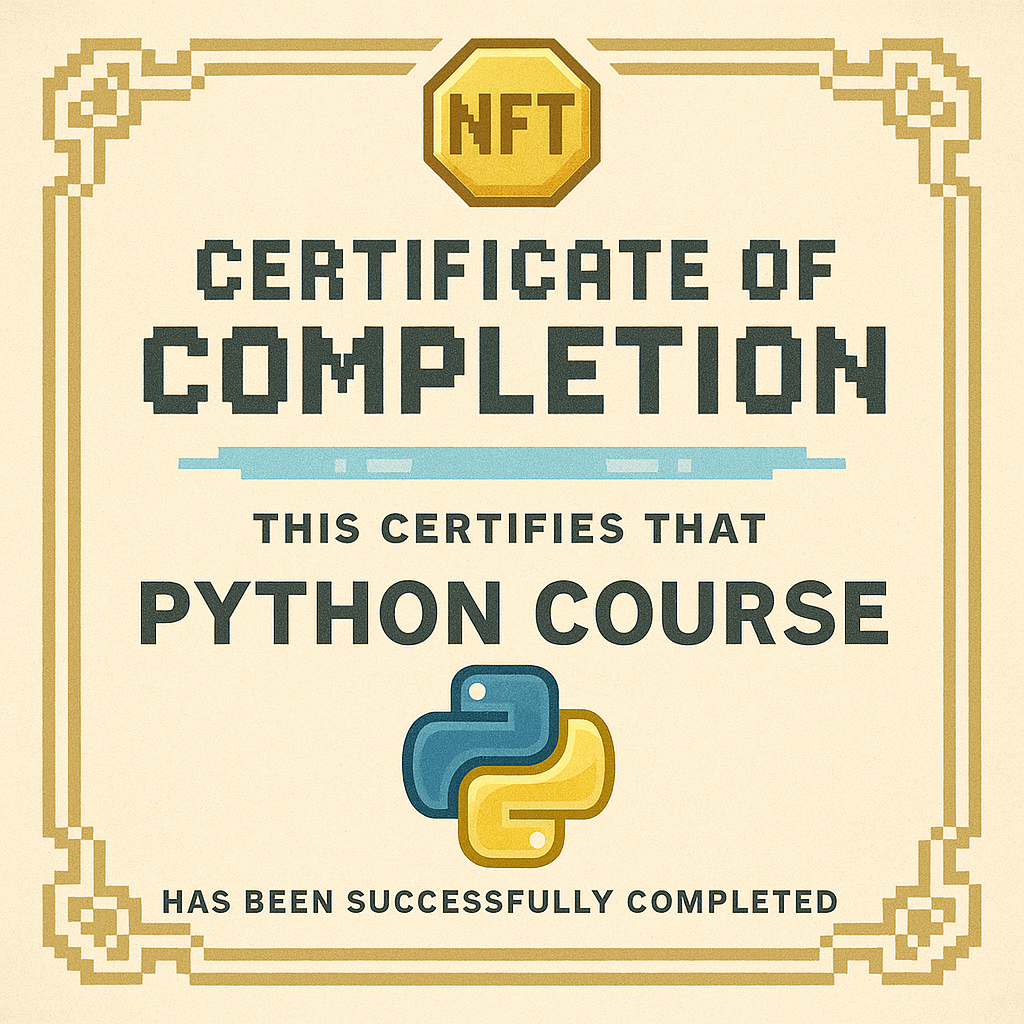 NFT
CERTIFICATE OF
COMPLETION
THIS CERTIFIES THAT
PYTHON COURSE
HAS BEEN SUCCESSFULLY COMPLETED